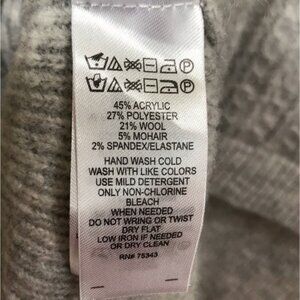 45% ACRYLIC
27% POLYESTER
21% WOOL
5% MOHAIR
2% SPANDEX/ELASTANE
HAND WASH COLD
WASH WITH LIKE COLORS
USE MILD DETERGENT
ONLY NON-CHLORINE
BLEACH
WHEN NEEDED
DO NOT WRING OR TWIST
DRY FLAT
LOW IRON IF NEEDED
OR DRY CLEAN
RN# 75343